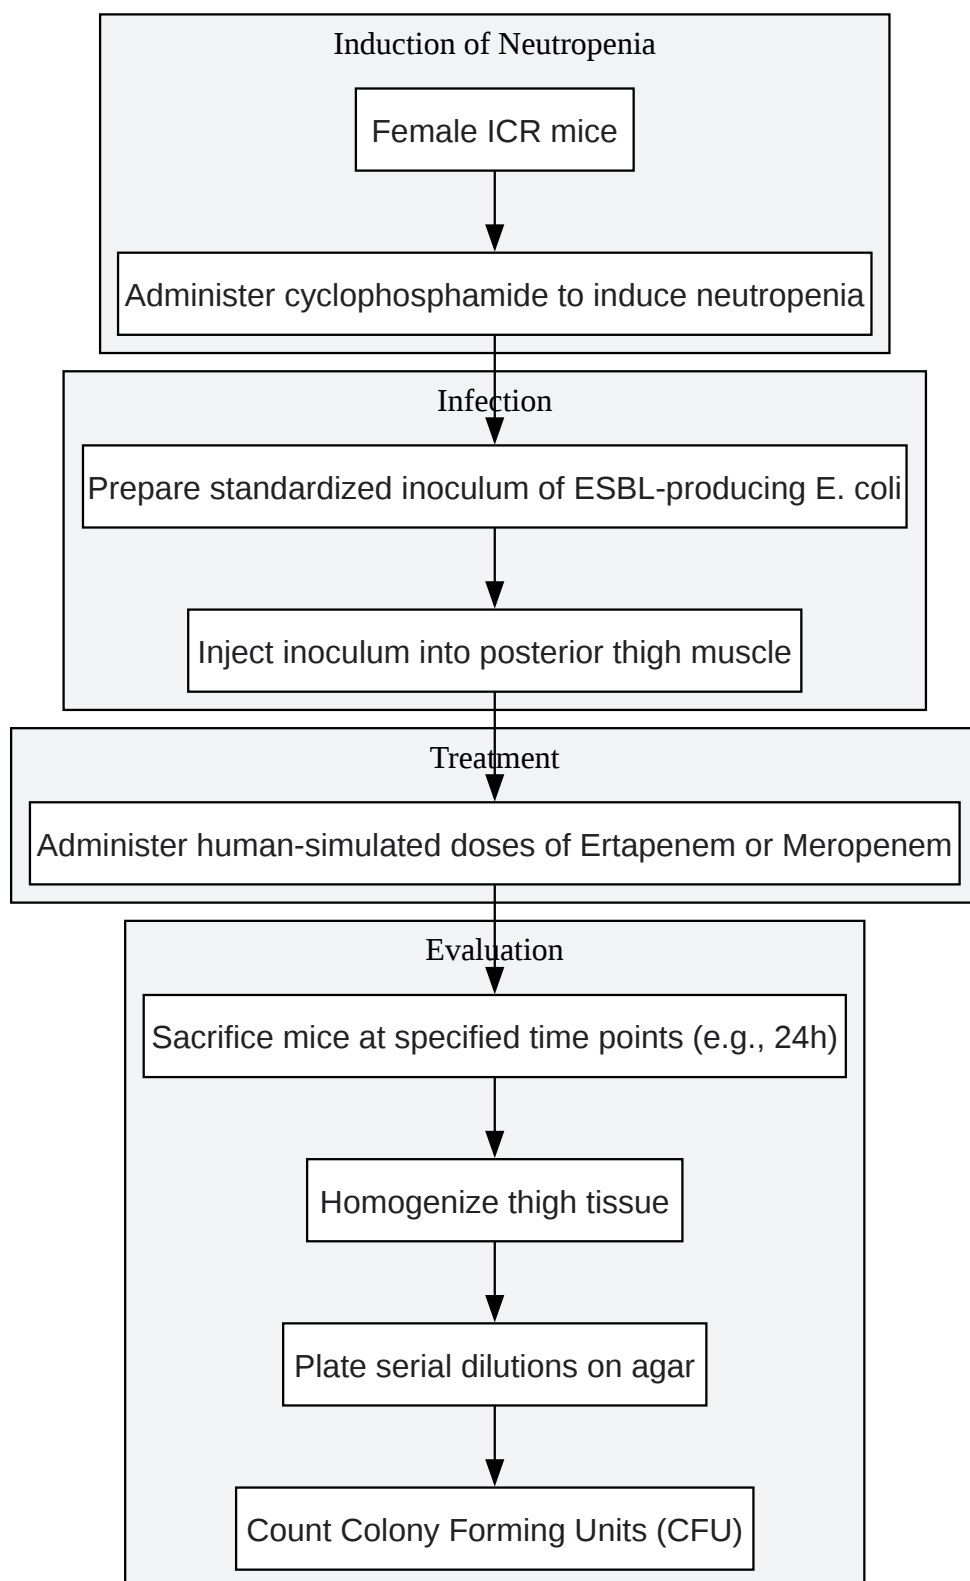 Induction of Neutropenia
Female ICR mice
Administer cyclophosphamide to induce neutropenia
Infection
Prepare standardized inoculum of ESBL-producing E. coli
Inject inoculum into posterior thigh muscle
Treatment
Administer human-simulated doses of Ertapenem or Meropenem
Evaluation
Sacrifice mice at specified time points (e.g., 24h)
Homogenize thigh tissue
Plate serial dilutions on agar
Count Colony Forming Units (CFU)